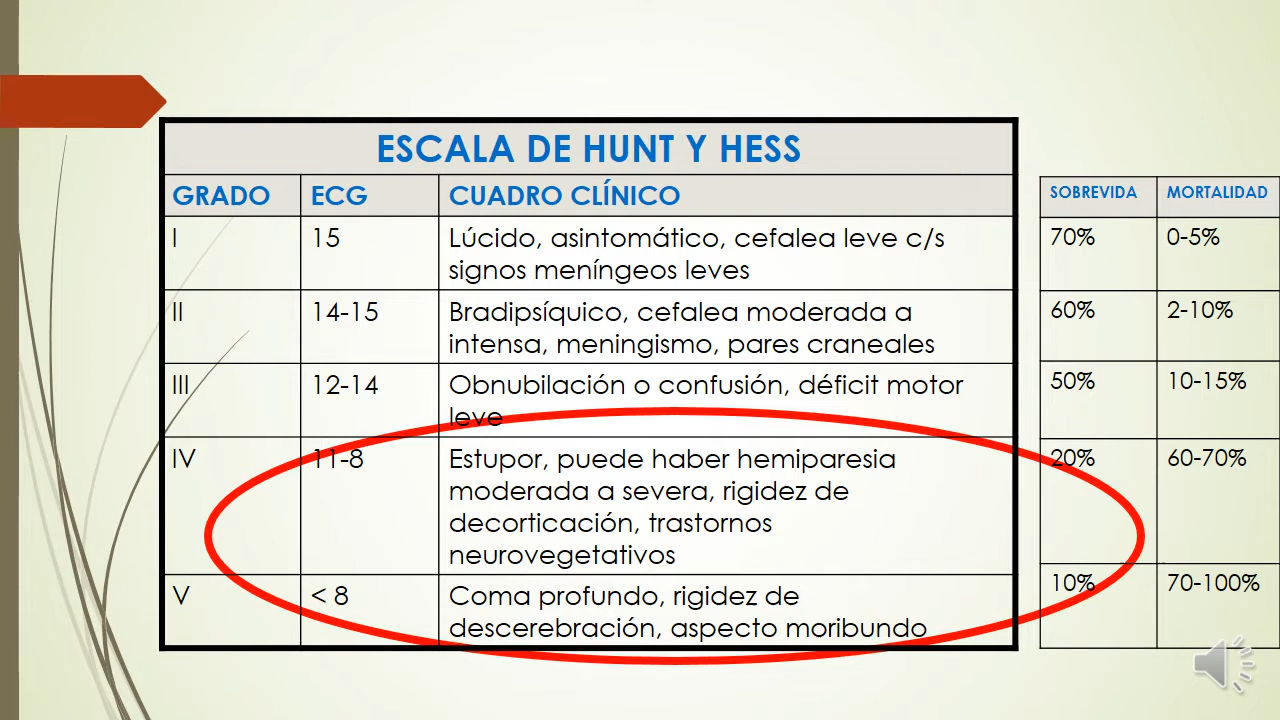 ESCALA DE HUNT Y HESS
GRADO ECG CUADRO CLÍNICO SOBREVIDA MORTALIDAD
I 15 Lúcido, asintomático, cefalea leve c/s 70% 0-5%
signos meníngeos leves
II 14-15 Bradipsíquico, cefalea moderada a 60% 2-10%
intensa, meningismo, pares craneales
III 12-14 Obnubilación o confusión, déficit motor 50% 10-15%
leve
IV 11-8 Estupor, puede haber hemiparesia 20% 60-70%
moderada a severa, rigidez de
decorticación, trastornos
neurovegetativos
V < 8 Coma profundo, rigidez de 10% 70-100%
descerebración, aspecto moribundo